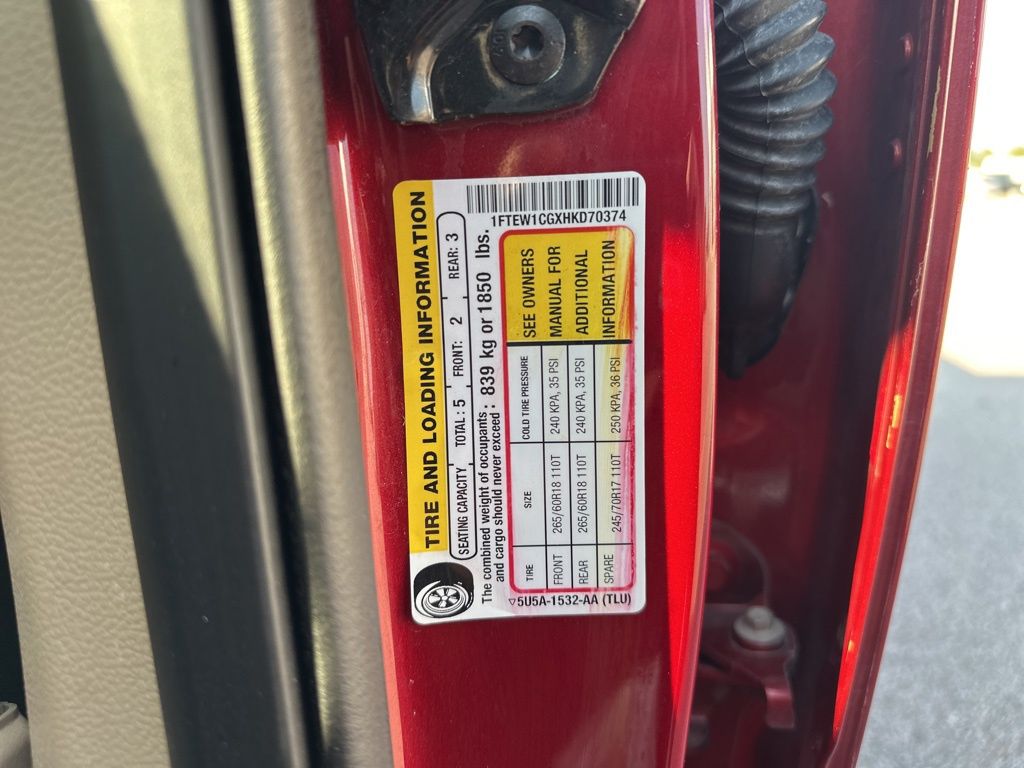 1FTEW1CGXHKD70374
TIRE AND LOADING INFORMATION
SEATING CAPACITY TOTAL : 5 FRONT: 2 REAR: 3
The combined weight of occupants :
and cargo should never exceed : 839 kg or 1850 lbs.
TIRE SIZE COLD TIRE PRESSURE
FRONT 265/60R18 110T 240 KPA, 35 PSI
REAR 265/60R18 110T 240 KPA, 35 PSI
SPARE 245/70R17 110T 250 KPA, 36 PSI
SEE OWNERS
MANUAL FOR
ADDITIONAL
INFORMATION
5U5A-1532-AA (TLU)